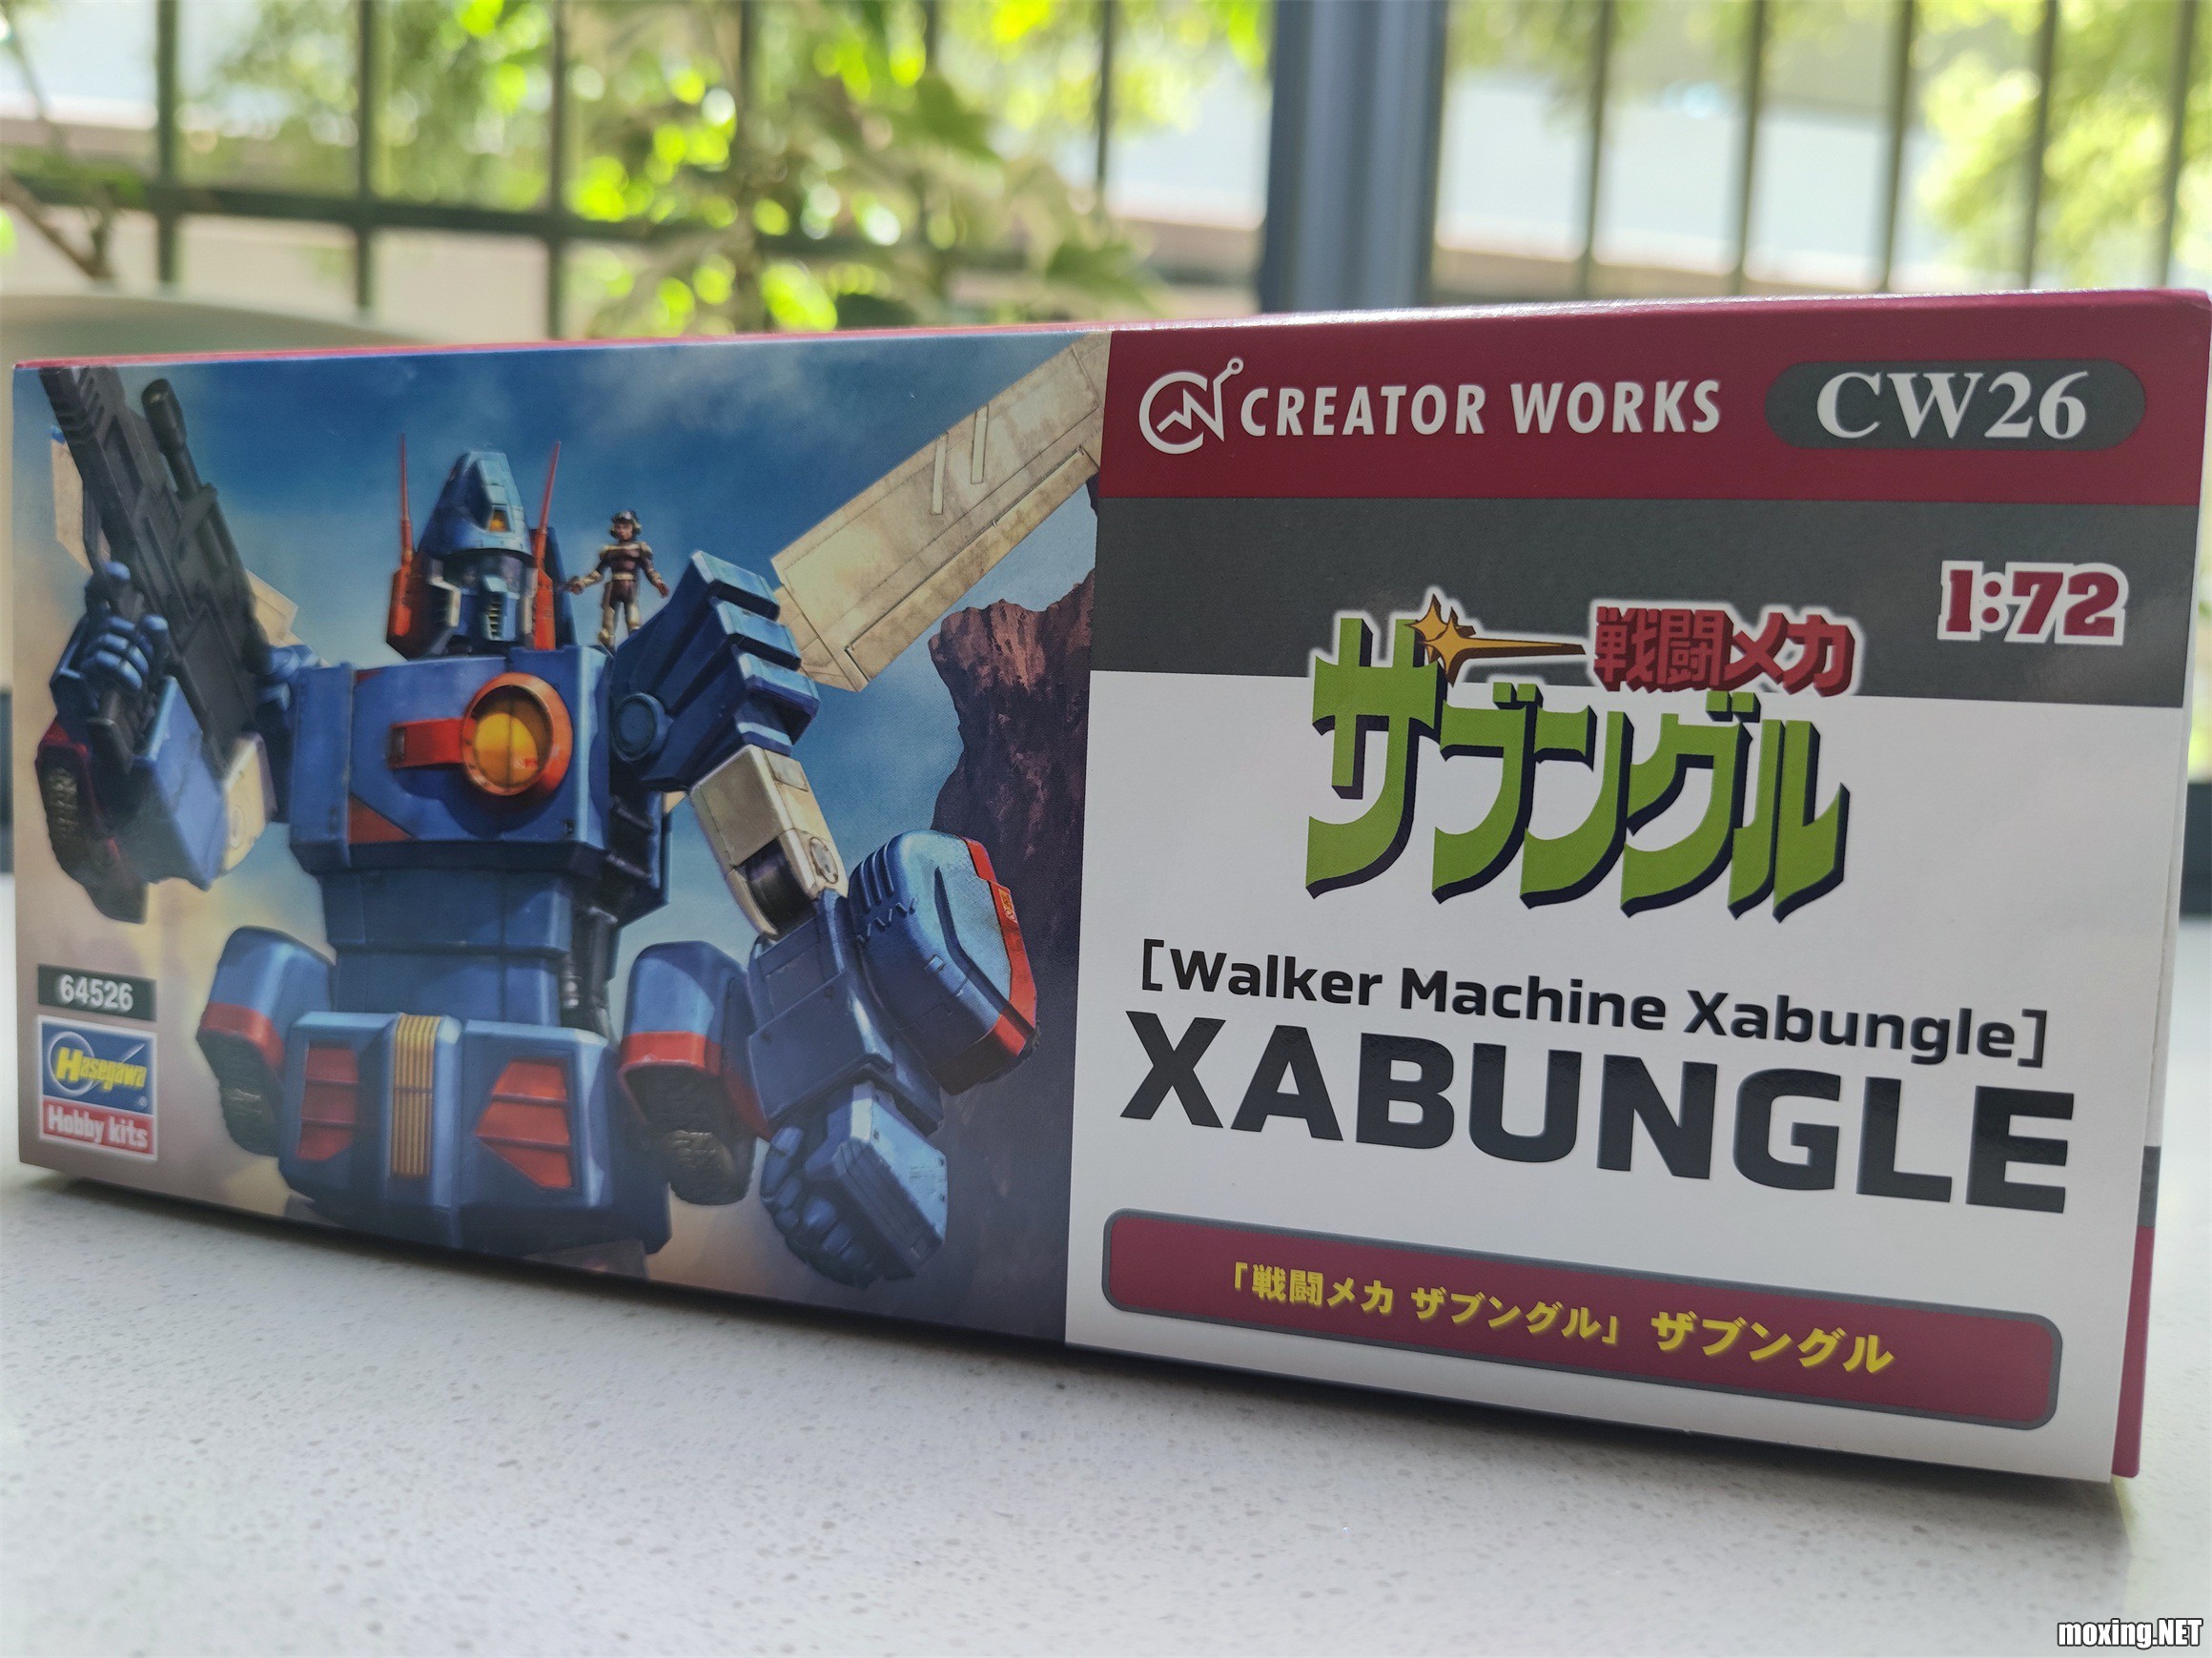 CREATOR WORKS
CW26
1:72
戦闘メカ
ザブングル
[Walker Machine Xabungle]
XABUNGLE
「戦闘メカ ザブングル」 ザブングル
64526
Hasegawa
Hobby kits
moxing.NET